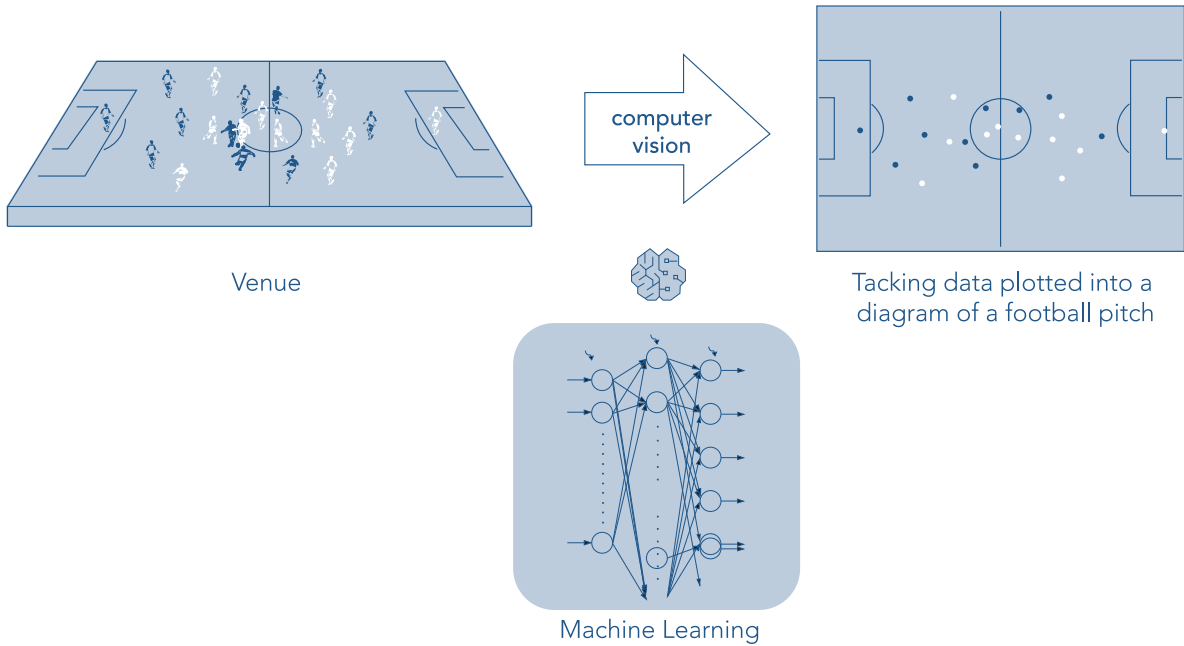 computer
vision
Venue
Tacking data plotted into a
diagram of a football pitch
Machine Learning